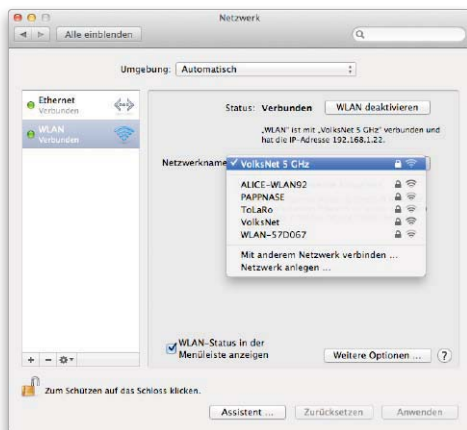 Netzwerk
Alle einblenden
Umgebung: Automatisch
Ethernet
Verbunden
WLAN
Verbunden
Status: Verbunden
WLAN deaktivieren
„WLAN“ ist mit „VolksNet 5 GHz“ verbunden und
hat die IP-Adresse 192.168.1.22.
Netzwerkname
✓ VolksNet 5 GHz
ALICE-WLAN92
PAPPNASE
ToLaRo
VolksNet
WLAN-57D067
Mit anderem Netzwerk verbinden ...
Netzwerk anlegen ...
WLAN-Status in der
Menüleiste anzeigen
Weitere Optionen ... ?
Zum Schützen auf das Schloss klicken.
Assistent ... Zurücksetzen Anwenden